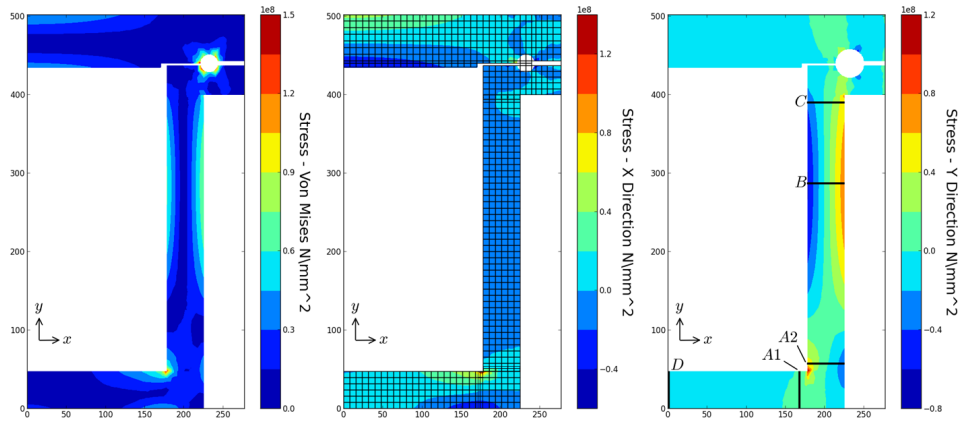 1e8
500
400
300
200
100
0
0 50 100 150 200 250
y
x
1.5
1.2
0.9
0.6
0.3
0.0
Stress - Von Mises N\mm^2
1e8
500
400
300
200
100
0
0 50 100 150 200 250
y
x
1.2
0.8
0.4
0.0
−0.4
Stress - X Direction N\mm^2
1e8
500
400
300
200
100
0
0 50 100 150 200 250
C
B
y
x
A2
A1
D
1.2
0.8
0.4
0.0
−0.4
−0.8
Stress - Y Direction N\mm^2